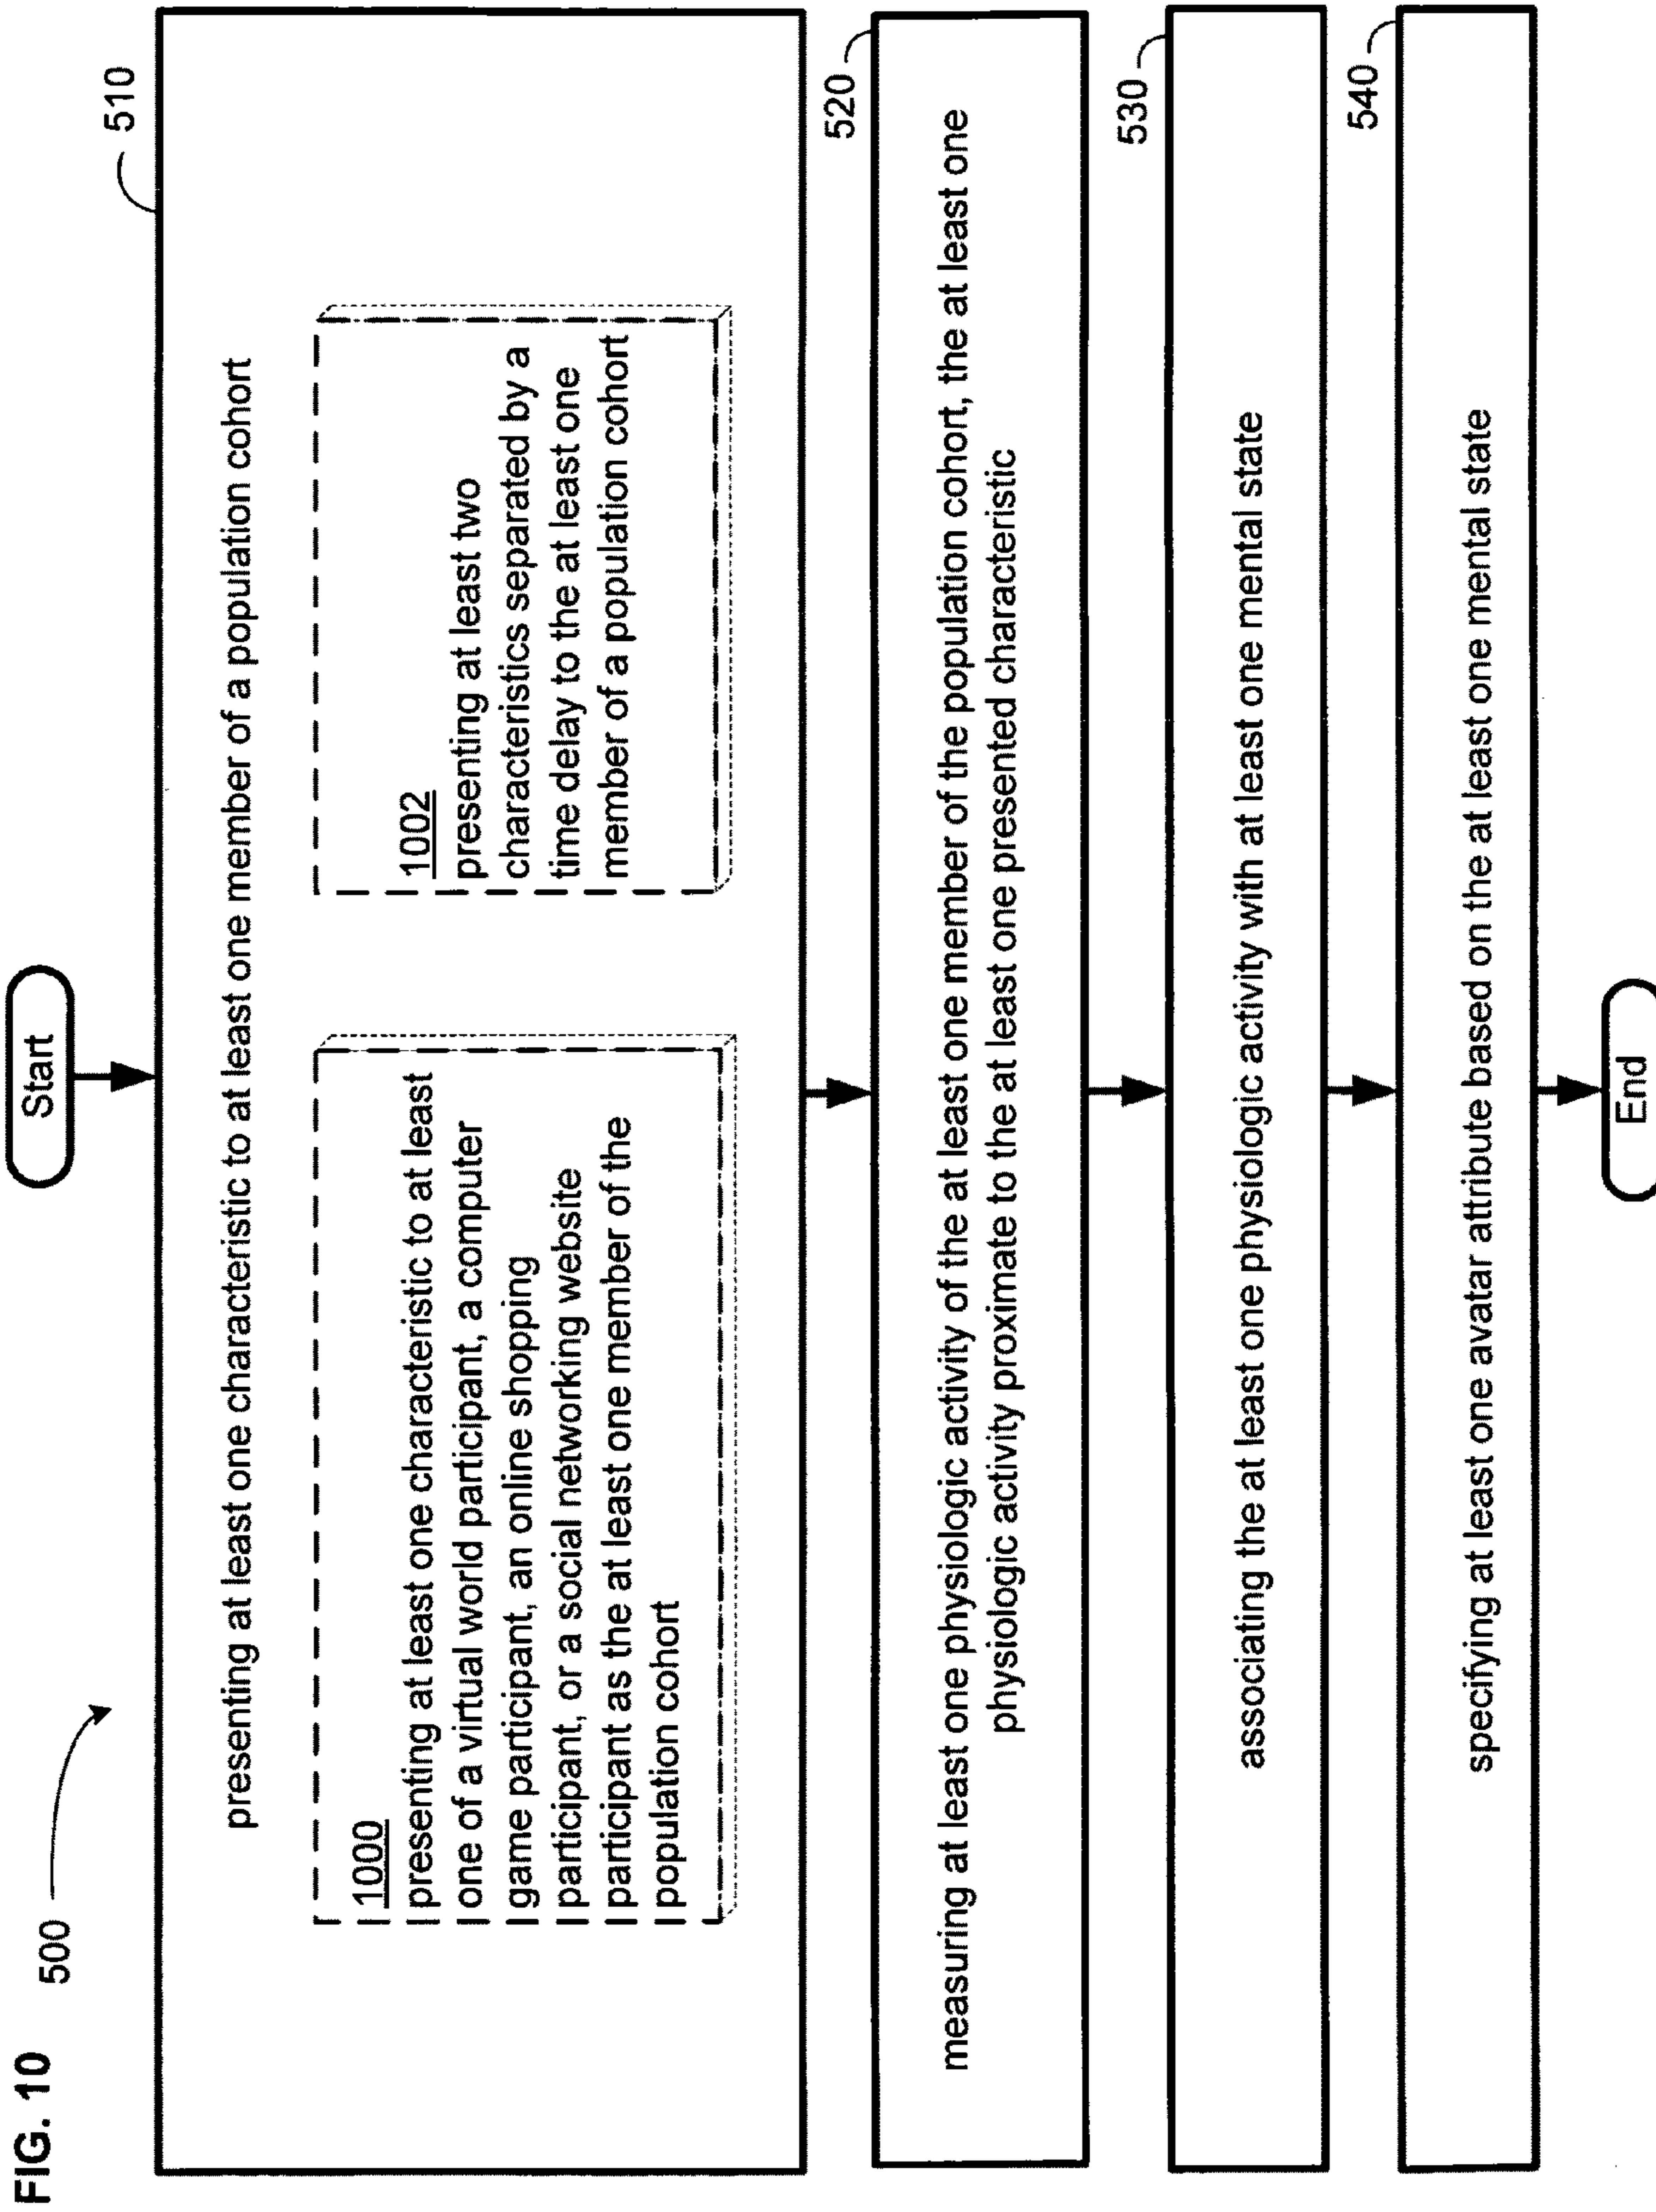 FIG. 10
500
Start
510
presenting at least one characteristic to at least one member of a population cohort
1000
presenting at least one characteristic to at least
one of a virtual world participant, a computer
game participant, an online shopping
participant, or a social networking website
participant as the at least one member of the
population cohort
1002
presenting at least two
characteristics separated by a
time delay to the at least one
member of a population cohort
520
measuring at least one physiologic activity of the at least one member of the population cohort, the at least one
physiologic activity proximate to the at least one presented characteristic
530
associating the at least one physiologic activity with at least one mental state
540
specifying at least one avatar attribute based on the at least one mental state
End